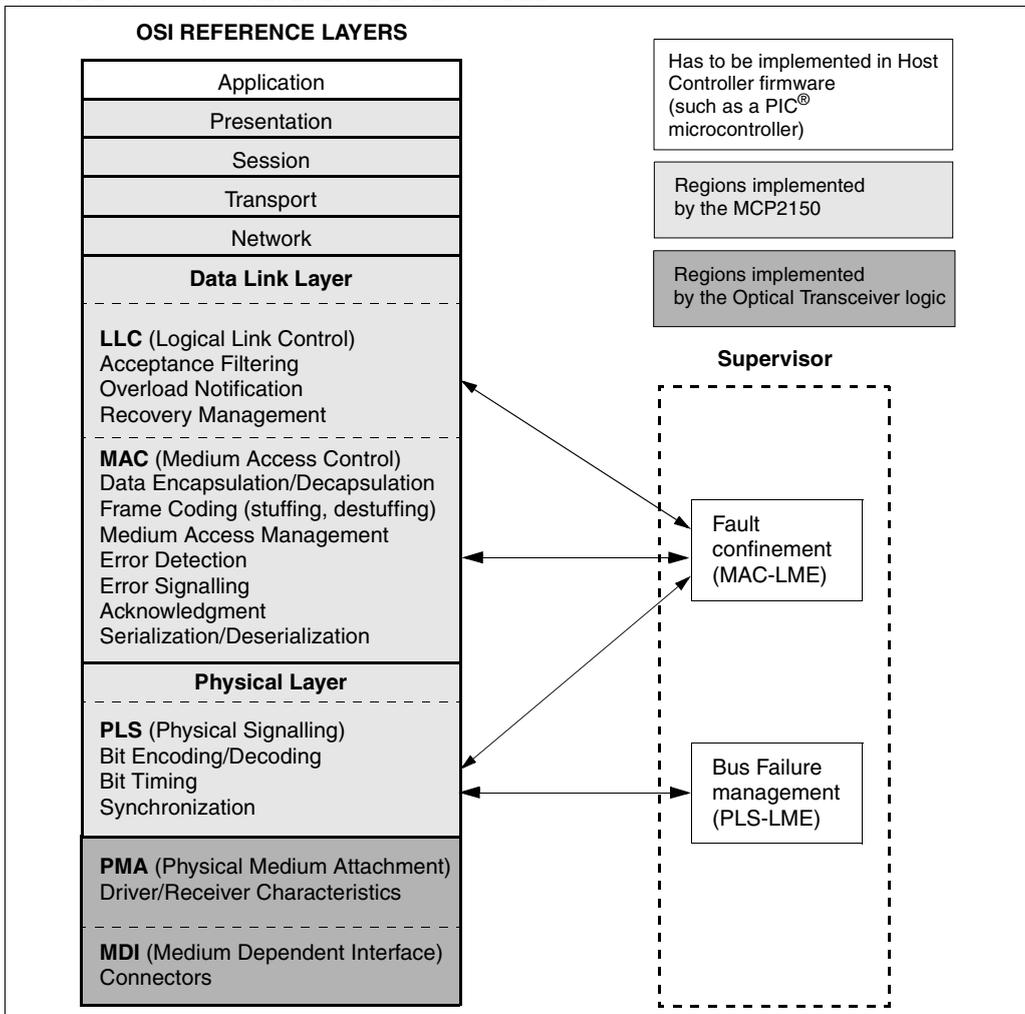 OSI REFERENCE LAYERS
Application
Presentation
Session
Transport
Network
Data Link Layer
LLC (Logical Link Control)
Acceptance Filtering
Overload Notification
Recovery Management
MAC (Medium Access Control)
Data Encapsulation/Decapsulation
Frame Coding (stuffing, destuffing)
Medium Access Management
Error Detection
Error Signalling
Acknowledgment
Serialization/Deserialization
Physical Layer
PLS (Physical Signalling)
Bit Encoding/Decoding
Bit Timing
Synchronization
PMA (Physical Medium Attachment)
Driver/Receiver Characteristics
MDI (Medium Dependent Interface)
Connectors
Has to be implemented in Host
Controller firmware
(such as a PIC®
microcontroller)
Regions implemented
by the MCP2150
Regions implemented
by the Optical Transceiver logic
Supervisor
Fault
confinement
(MAC-LME)
Bus Failure
management
(PLS-LME)